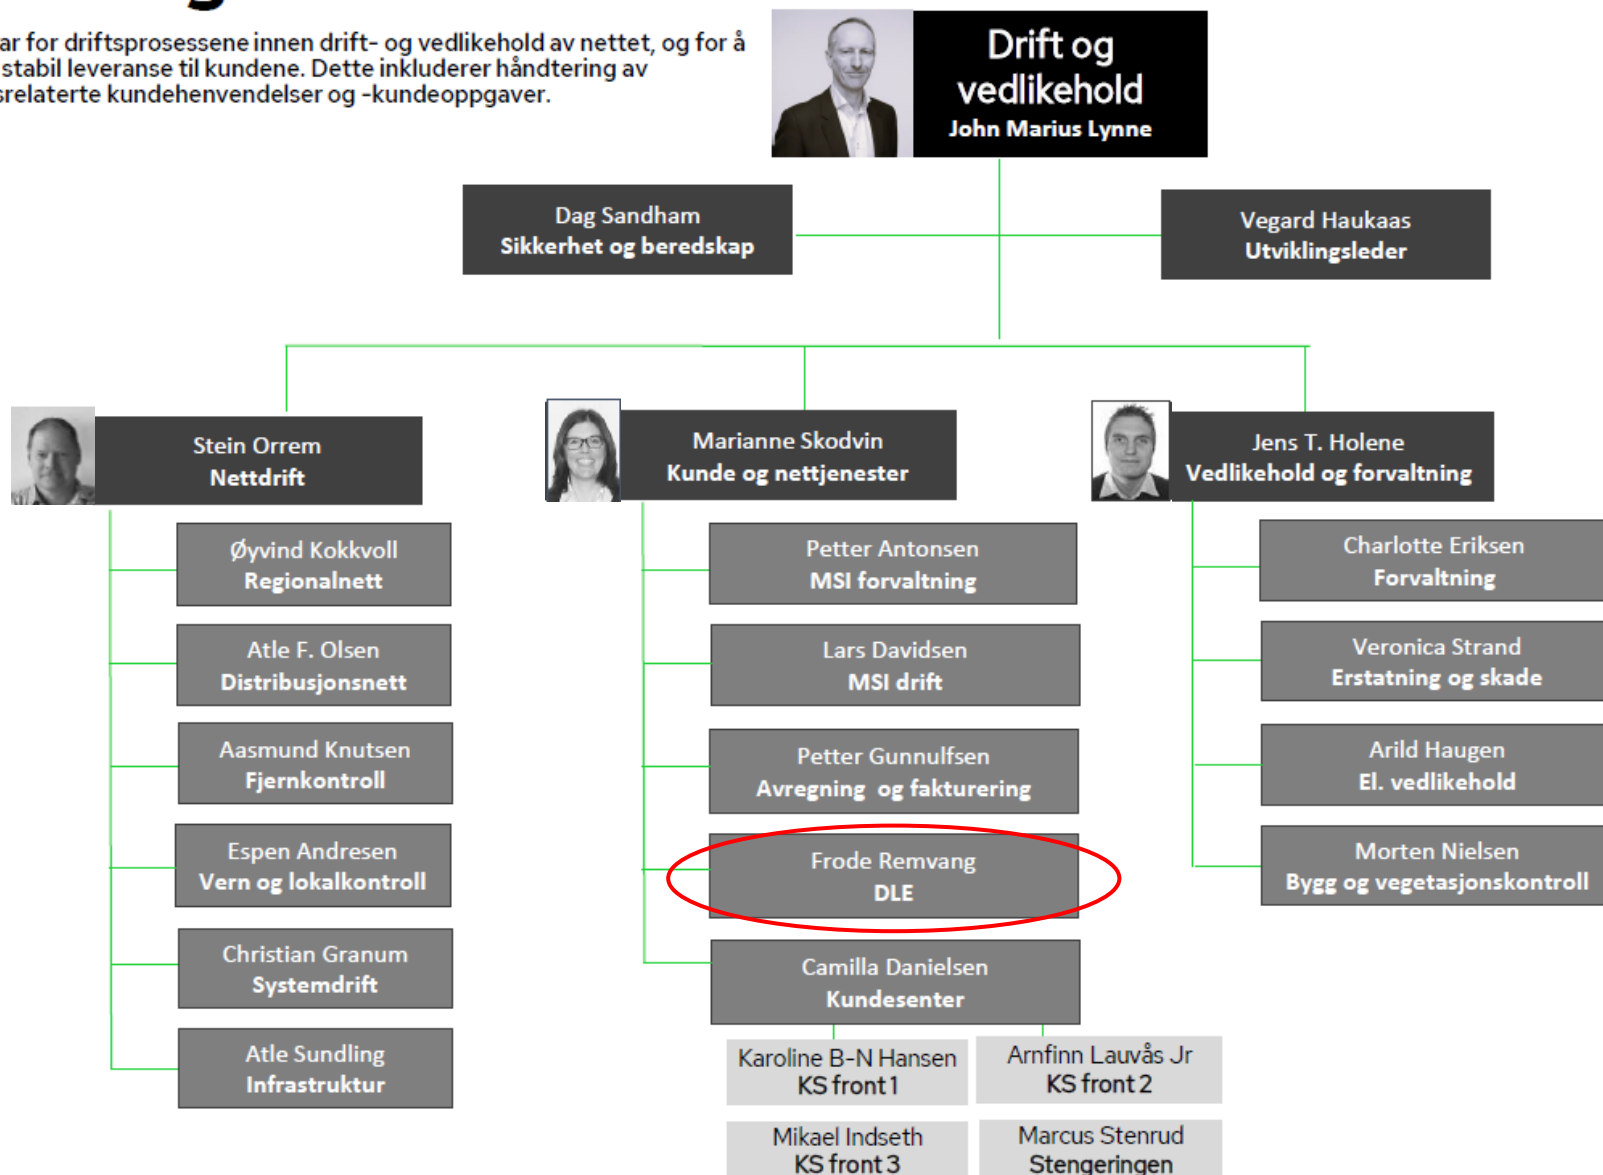 ar for driftsprosessene innen drift- og vedlikehold av nettet, og for å
stabil leveranse til kundene. Dette inkluderer håndtering av
srelaterte kundehenvendelser og -kundeoppgaver.
Drift og
vedlikehold
John Marius Lynne
Dag Sandham
Sikkerhet og beredskap
Vegard Haukaas
Utviklingsleder
Stein Orrem
Nettdrift
Øyvind Kokkvoll
Regionalnett
Atle F. Olsen
Distribusjonsnett
Aasmund Knutsen
Fjernkontroll
Espen Andresen
Vern og lokalkontroll
Christian Granum
Systemdrift
Atle Sundling
Infrastruktur
Marianne Skodvin
Kunde og nettjenester
Petter Antonsen
MSI forvaltning
Lars Davidsen
MSI drift
Petter Gunnulfsen
Avregning og fakturering
Frode Remvang
DLE
Camilla Danielsen
Kundesenter
Karoline B-N Hansen
KS front 1
Arnfinn Lauvås Jr
KS front 2
Mikael Indseth
KS front 3
Marcus Stenrud
Stengeringen
Jens T. Holene
Vedlikehold og forvaltning
Charlotte Eriksen
Forvaltning
Veronica Strand
Erstatning og skade
Arild Haugen
El. vedlikehold
Morten Nielsen
Bygg og vegetasjonskontroll